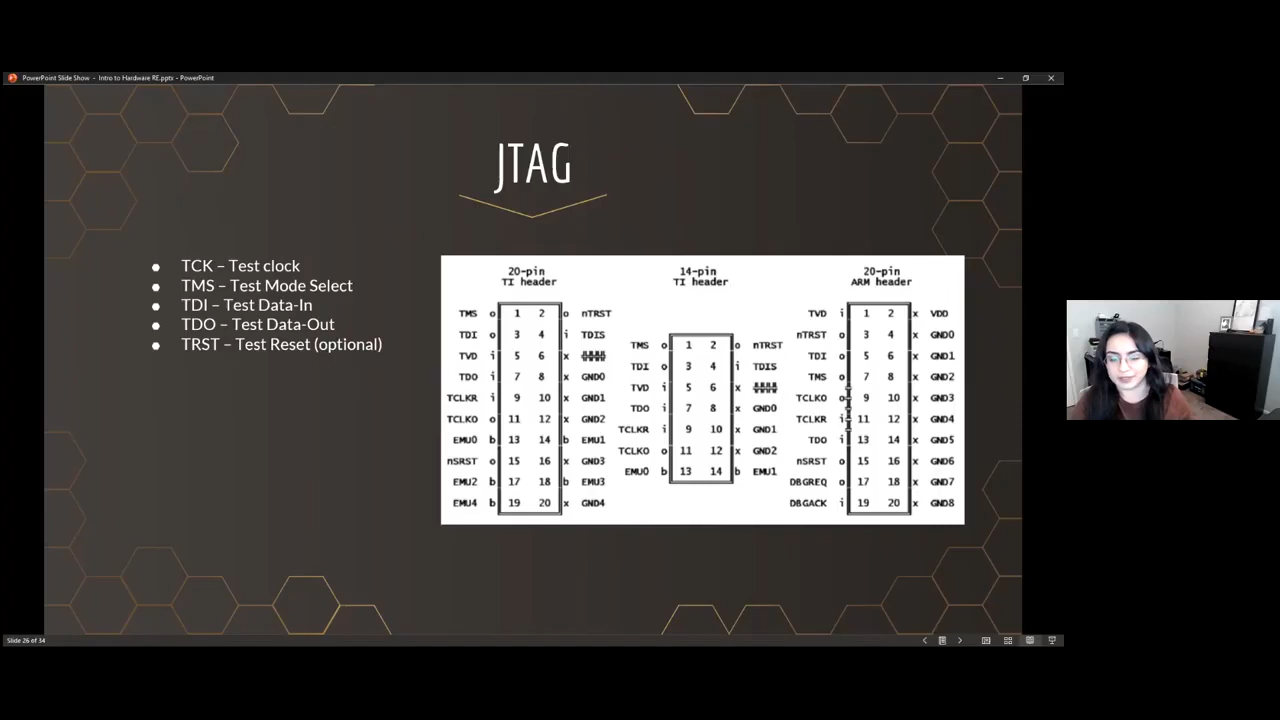 PowerPoint Slide Show - Intro to Hardware RE.pptx - PowerPoint
JTAG
TCK – Test clock
TMS – Test Mode Select
TDI – Test Data-In
TDO – Test Data-Out
TRST – Test Reset (optional)
20-pin
TI header
TMS o 1 2 o nTRST
TDI o 3 4 i TDIS
TVD i 5 6 x
TDO i 7 8 x GND0
TCLKR i 9 10 x GND1
TCLKO o 11 12 x GND2
EMU0 b 13 14 b EMU1
nSRST o 15 16 x GND3
EMU2 b 17 18 b EMU3
EMU4 b 19 20 x GND4
14-pin
TI header
TMS o 1 2 o nTRST
TDI o 3 4 i TDIS
TVD i 5 6 x
TDO i 7 8 x GND0
TCLKR i 9 10 x GND1
TCLKO o 11 12 x GND2
EMU0 b 13 14 b EMU1
20-pin
ARM header
TVD i 1 2 x VDD
nTRST o 3 4 x GND0
TDI o 5 6 x GND1
TMS o 7 8 x GND2
TCLKO o 9 10 x GND3
TCLKR i 11 12 x GND4
TDO i 13 14 x GND5
nSRST o 15 16 x GND6
DBGREQ o 17 18 x GND7
DBGACK i 19 20 x GND8
Slide 26 of 34